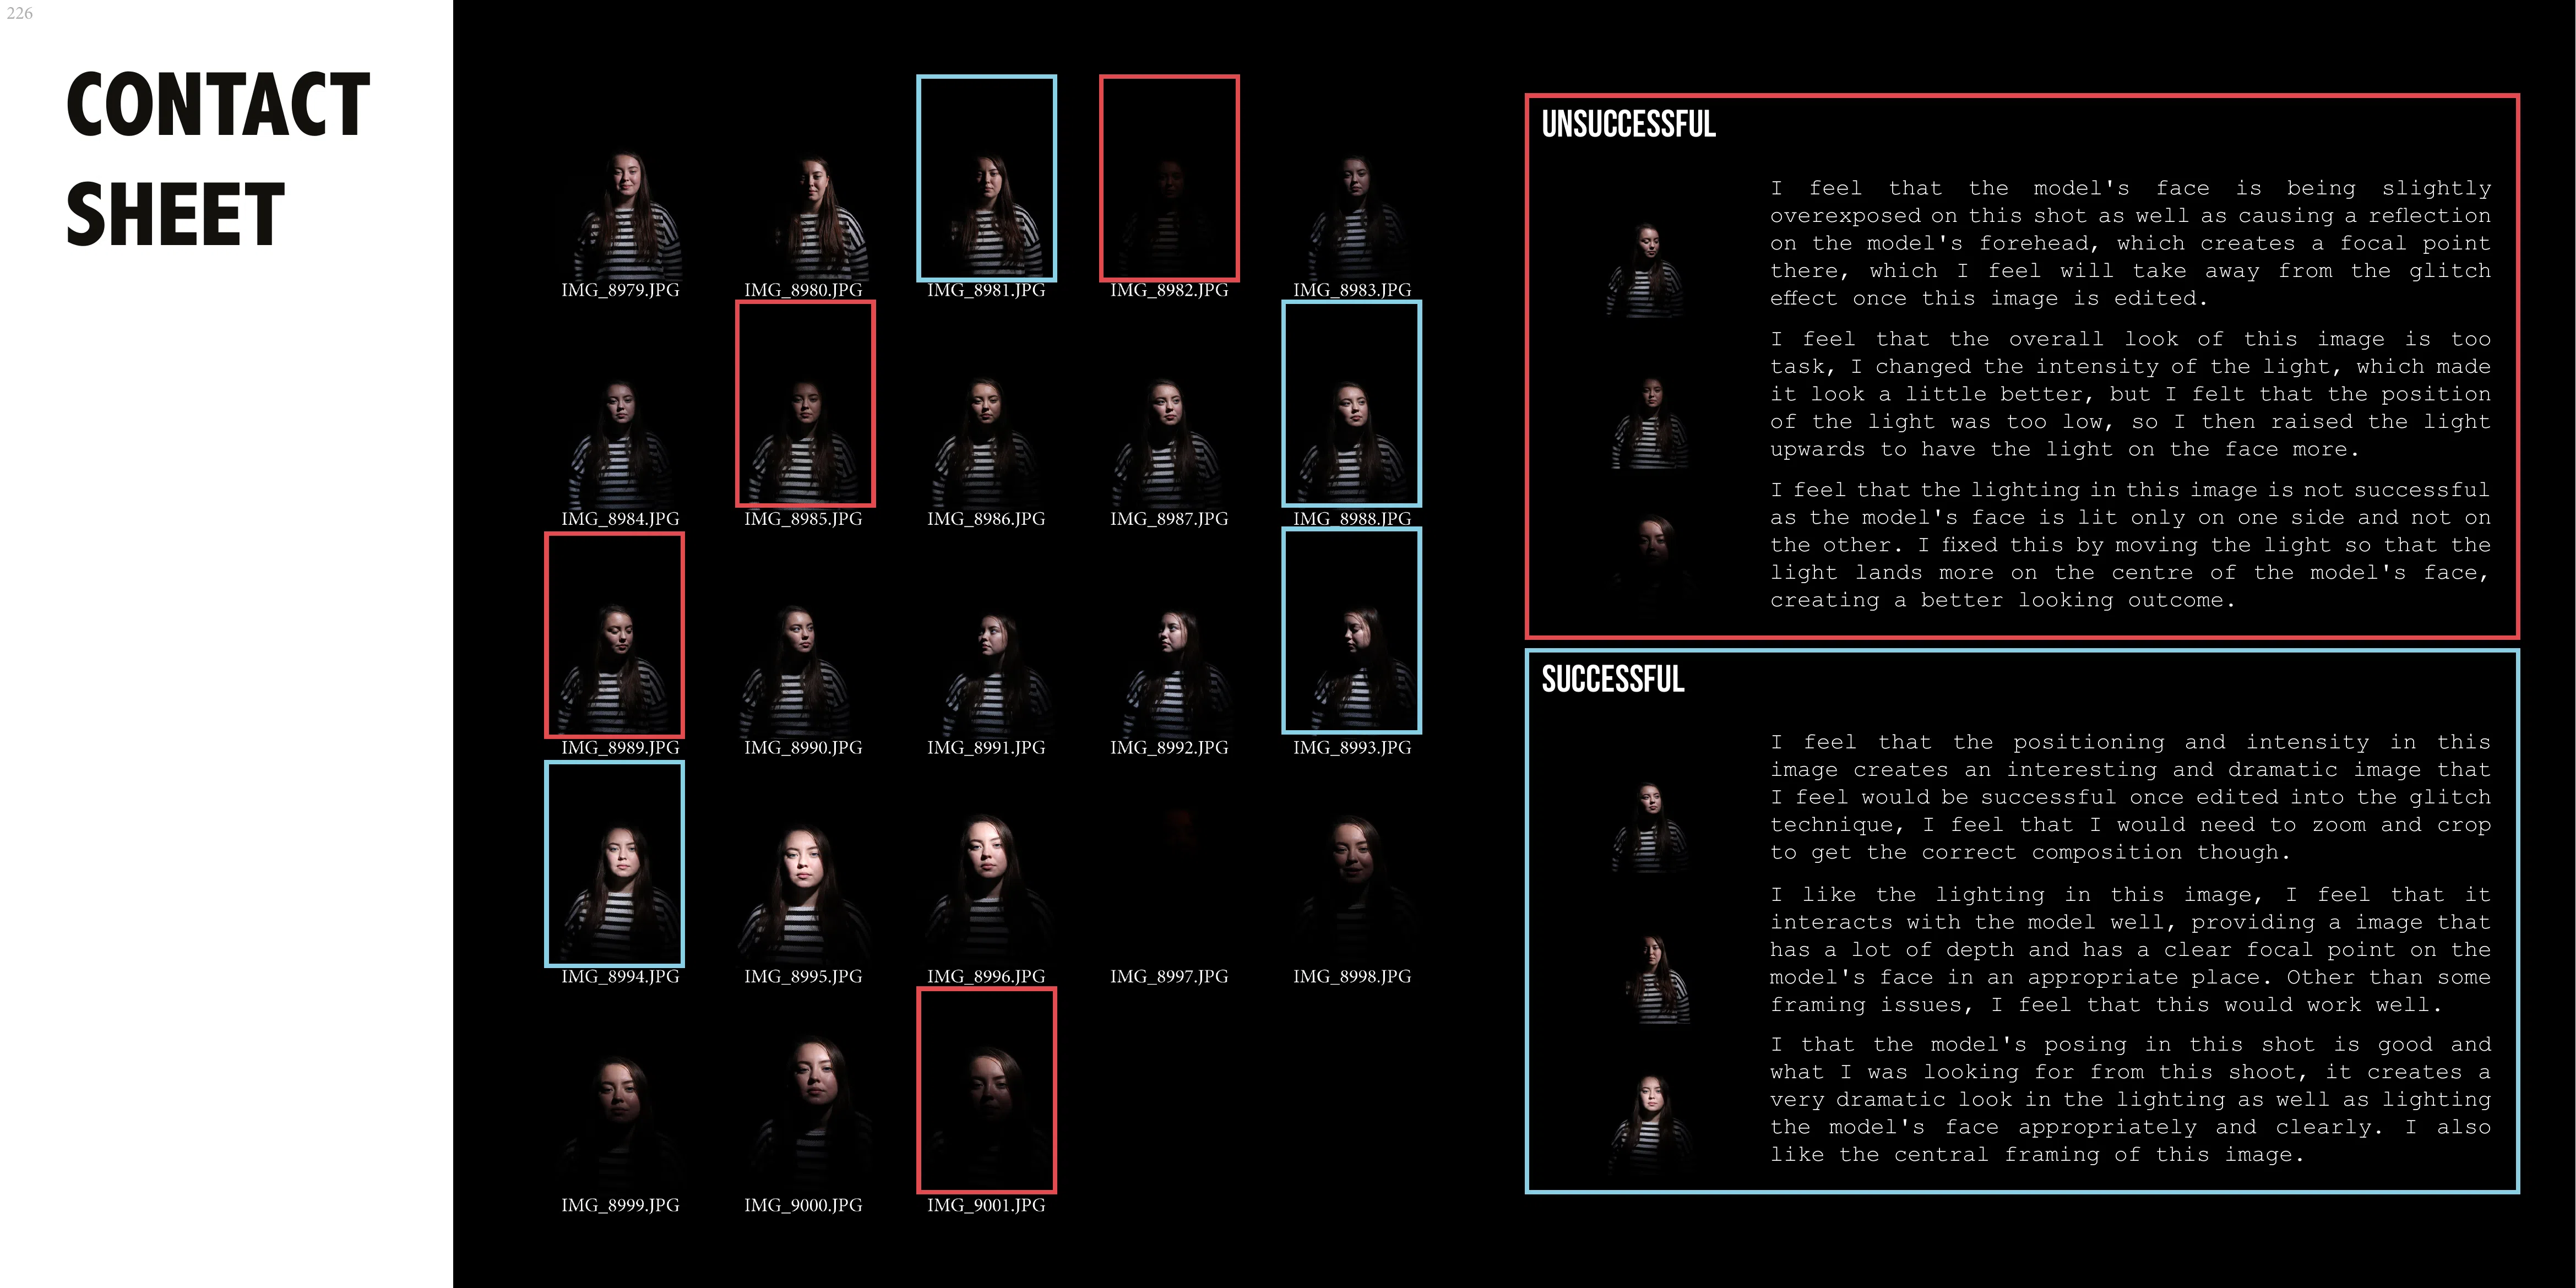 226
CONTACT
SHEET
IMG_8979.JPG
IMG_8980.JPG
IMG_8981.JPG
IMG_8982.JPG
IMG_8983.JPG
IMG_8984.JPG
IMG_8985.JPG
IMG_8986.JPG
IMG_8987.JPG
IMG_8988.JPG
IMG_8989.JPG
IMG_8990.JPG
IMG_8991.JPG
IMG_8992.JPG
IMG_8993.JPG
IMG_8994.JPG
IMG_8995.JPG
IMG_8996.JPG
IMG_8997.JPG
IMG_8998.JPG
IMG_8999.JPG
IMG_9000.JPG
IMG_9001.JPG
UNSUCCESSFUL
I feel that the model's face is being slightly
overexposed on this shot as well as causing a reflection
on the model's forehead, which creates a focal point
there, which I feel will take away from the glitch
effect once this image is edited.
I feel that the overall look of this image is too
task, I changed the intensity of the light, which made
it look a little better, but I felt that the position
of the light was too low, so I then raised the light
upwards to have the light on the face more.
I feel that the lighting in this image is not successful
as the model's face is lit only on one side and not on
the other. I fixed this by moving the light so that the
light lands more on the centre of the model's face,
creating a better looking outcome.
SUCCESSFUL
I feel that the positioning and intensity in this
image creates an interesting and dramatic image that
I feel would be successful once edited into the glitch
technique, I feel that I would need to zoom and crop
to get the correct composition though.
I like the lighting in this image, I feel that it
interacts with the model well, providing a image that
has a lot of depth and has a clear focal point on the
model's face in an appropriate place. Other than some
framing issues, I feel that this would work well.
I that the model's posing in this shot is good and
what I was looking for from this shoot, it creates a
very dramatic look in the lighting as well as lighting
the model's face appropriately and clearly. I also
like the central framing of this image.